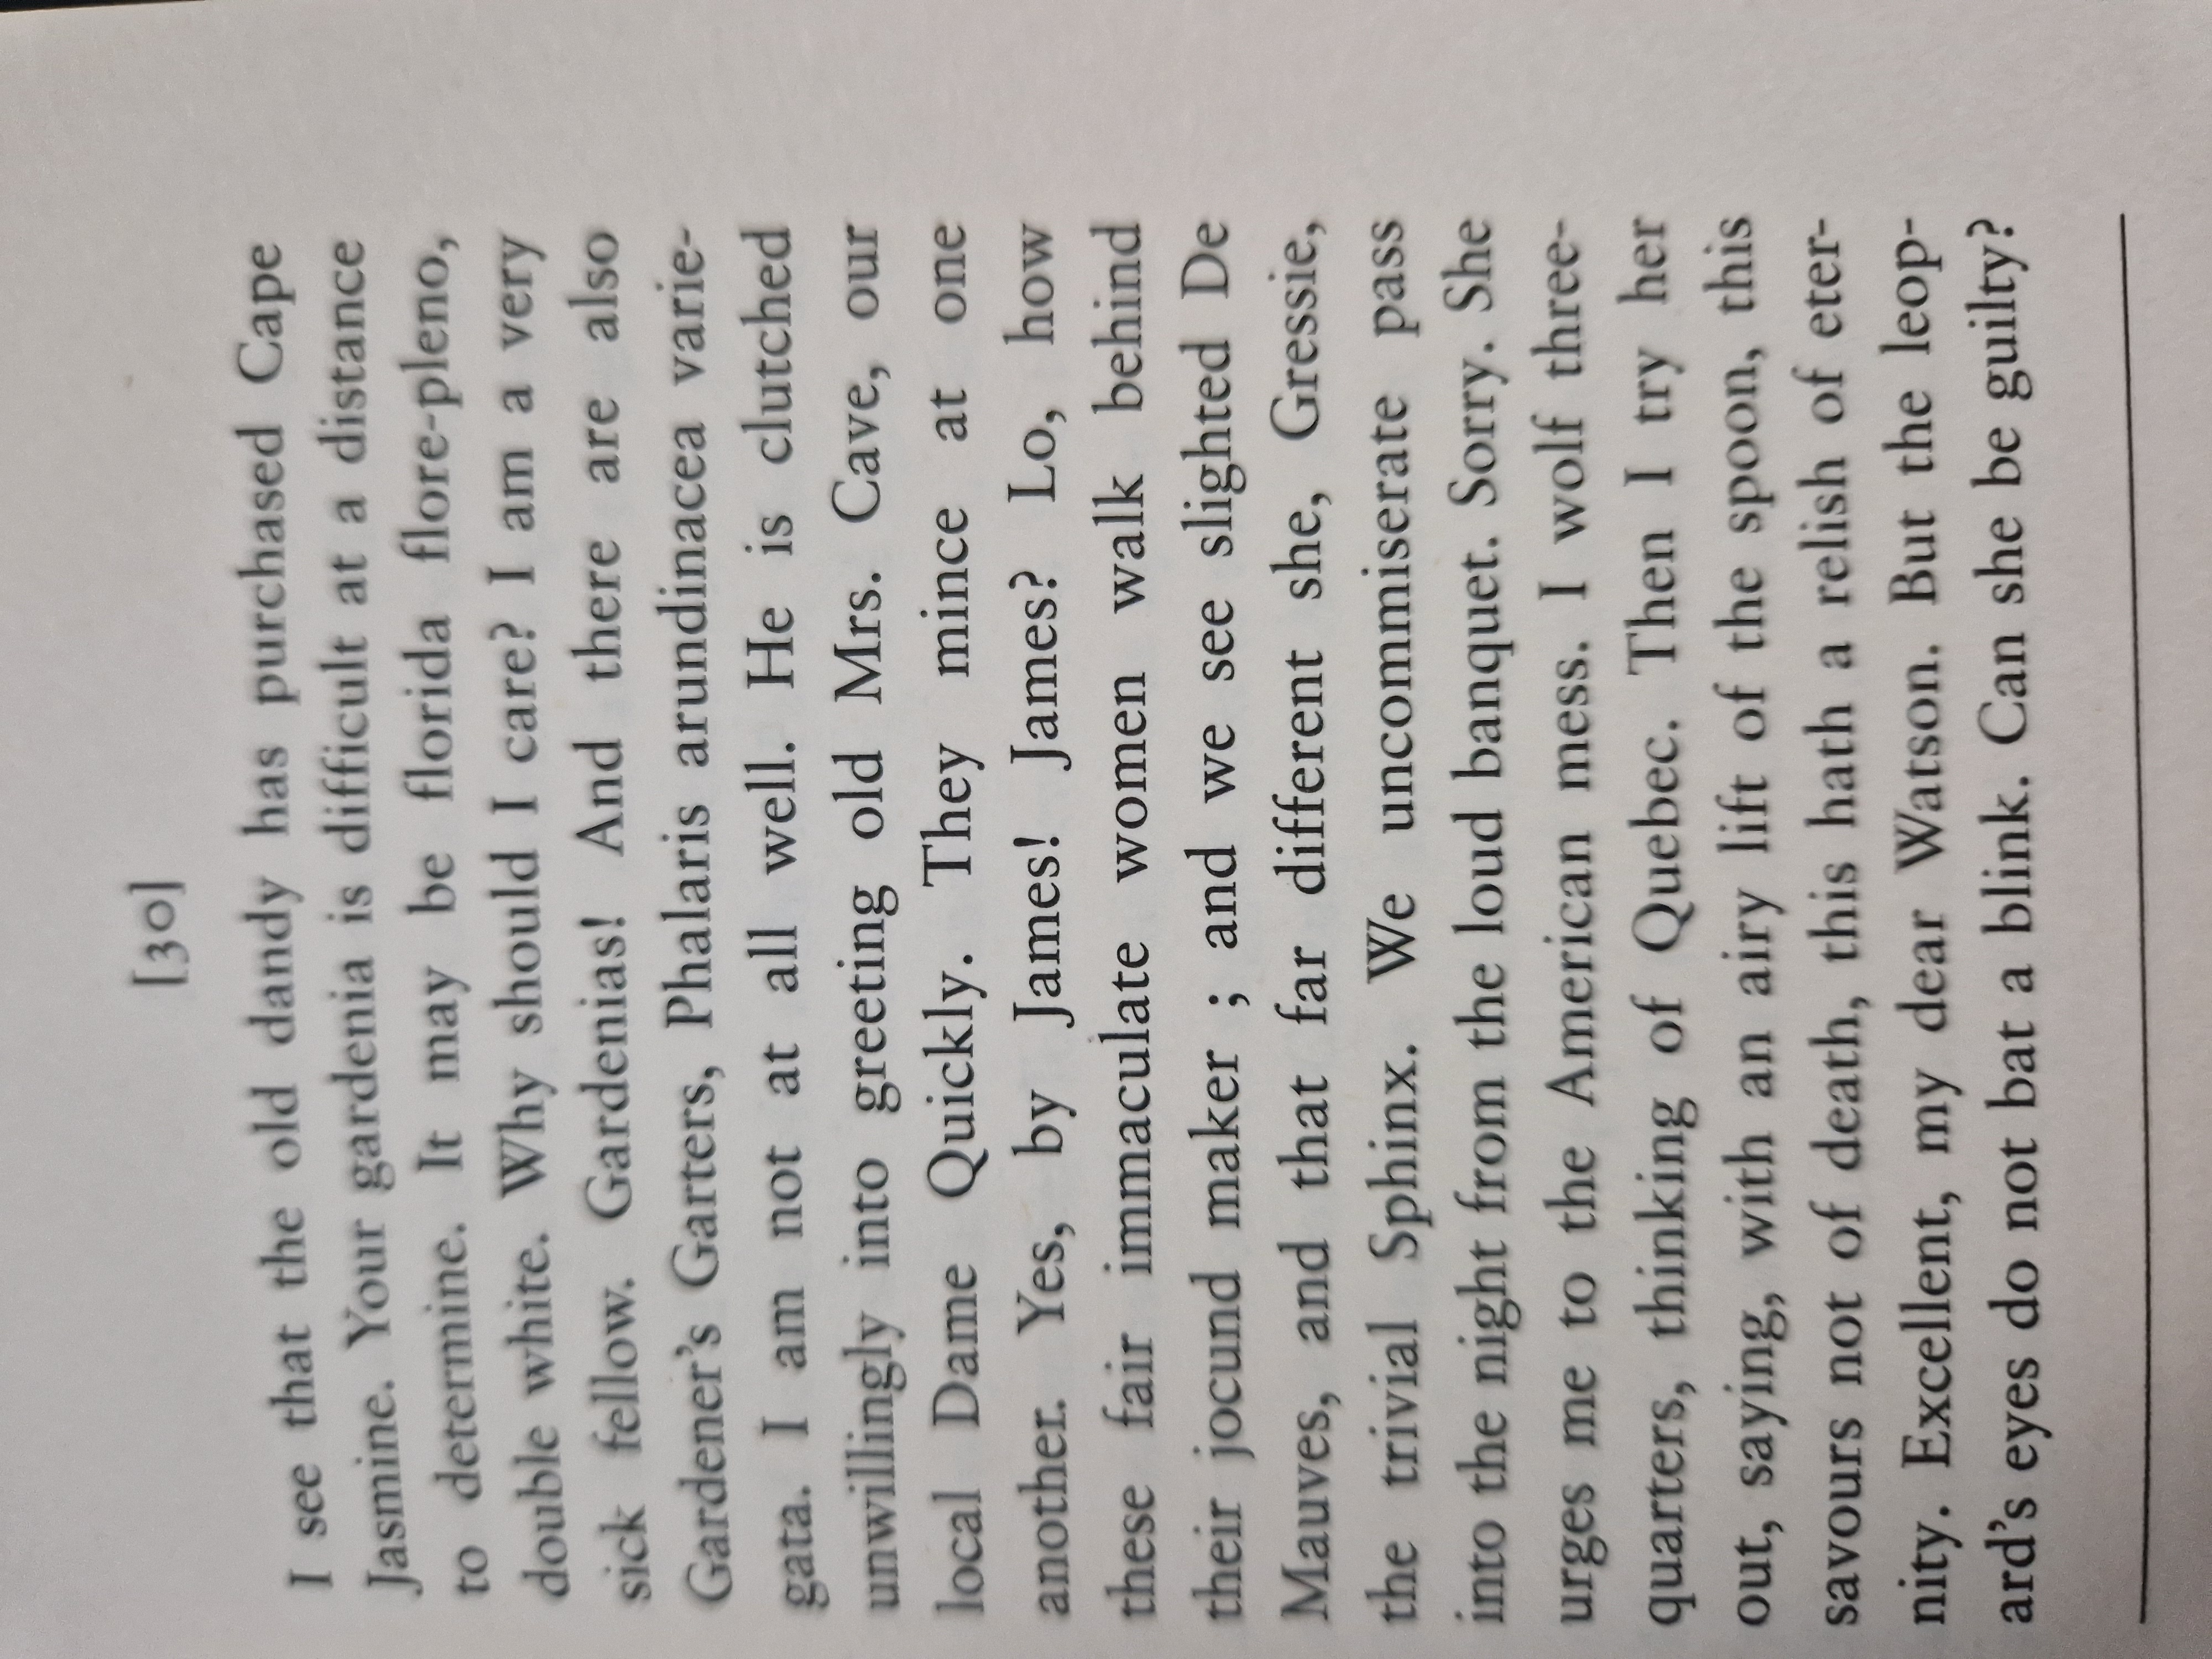 [30]
I see that the old dandy has purchased Cape
Jasmine. Your gardenia is difficult at a distance
to determine. It may be florida flore-pleno,
double white. Why should I care? I am a very
sick fellow. Gardenias! And there are also
Gardener's Garters, Phalaris arundinacea varie-
gata. I am not at all well. He is clutched
unwillingly into greeting old Mrs. Cave, our
local Dame Quickly. They mince at one
another. Yes, by James! James? Lo, how
these fair immaculate women walk behind
their jocund maker ; and we see slighted De
Mauves, and that far different she, Gressie,
the trivial Sphinx. We uncommiserate pass
into the night from the loud banquet. Sorry. She
urges me to the American mess. I wolf three-
quarters, thinking of Quebec. Then I try her
out, saying, with an airy lift of the spoon, this
savours not of death, this hath a relish of eter-
nity. Excellent, my dear Watson. But the leop-
ard's eyes do not bat a blink. Can she be guilty?